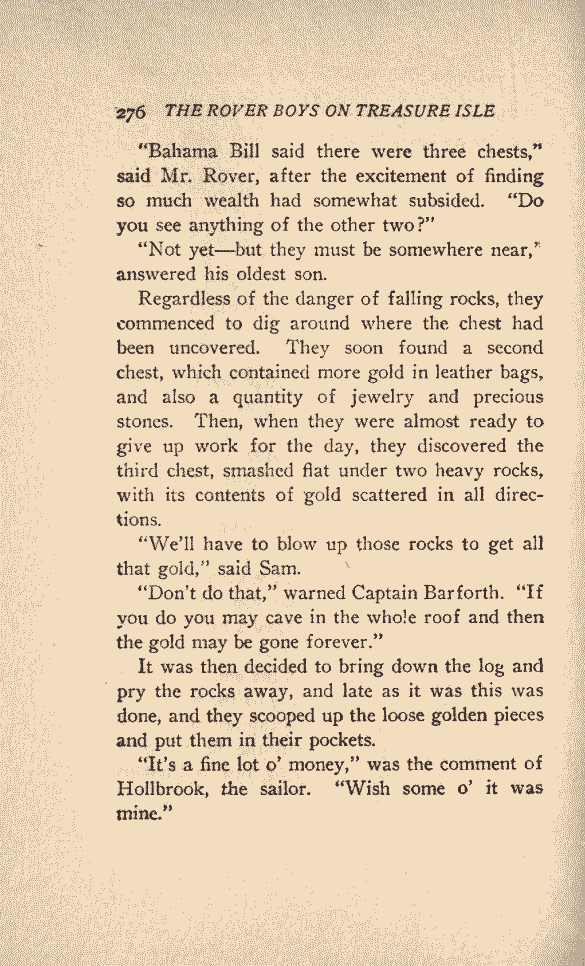 276 THE ROVER BOYS ON TREASURE ISLE
"Bahama Bill said there were three chests,"
said Mr. Rover, after the excitement of finding
so much wealth had somewhat subsided. "Do
you see anything of the other two?"
"Not yet—but they must be somewhere near,"
answered his oldest son.
Regardless of the danger of falling rocks, they
commenced to dig around where the chest had
been uncovered. They soon found a second
chest, which contained more gold in leather bags,
and also a quantity of jewelry and precious
stones. Then, when they were almost ready to
give up work for the day, they discovered the
third chest, smashed flat under two heavy rocks,
with its contents of gold scattered in all direc-
tions.
"We'll have to blow up those rocks to get all
that gold," said Sam.
"Don't do that," warned Captain Barforth. "If
you do you may cave in the whole roof and then
the gold may be gone forever."
It was then decided to bring down the log and
pry the rocks away, and late as it was this was
done, and they scooped up the loose golden pieces
and put them in their pockets.
"It's a fine lot o' money," was the comment of
Hollbrook, the sailor. "Wish some o' it was
mine."